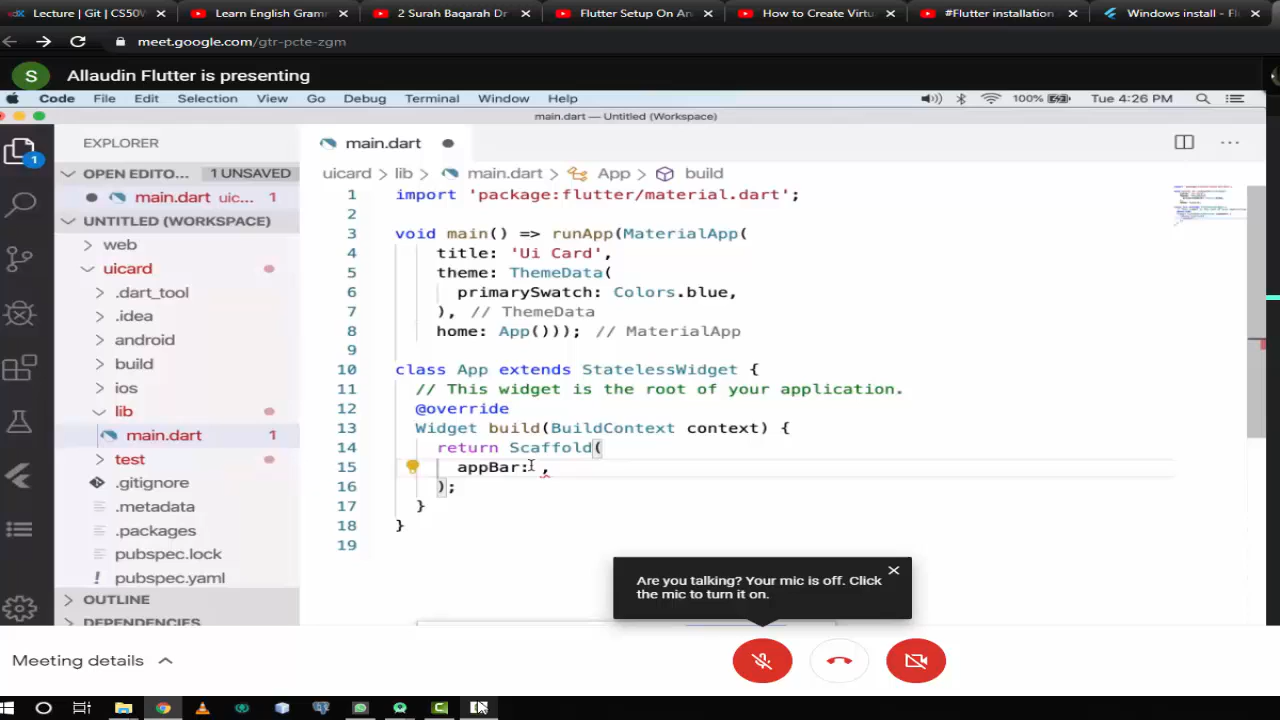 Lecture | Git | CS50W
Learn English Gramm
2 Surah Baqarah Dr
Flutter Setup On An
How to Create Virtu
#Flutter installation
Windows install - Fl
meet.google.com/gtr-pcte-zgm
S
Allaudin Flutter is presenting
Code File Edit Selection View Go Debug Terminal Window Help 100% Tue 4:26 PM
main.dart — Untitled (Workspace)
EXPLORER
main.dart
1
OPEN EDITO... 1 UNSAVED
main.dart uic... 1
UNTITLED (WORKSPACE)
web
uicard
.dart_tool
.idea
android
build
ios
lib
main.dart 1
test
.gitignore
.metadata
.packages
pubspec.lock
! pubspec.yaml
OUTLINE
DEPENDENCIES
uicard > lib > main.dart > App > build
1 import 'package:flutter/material.dart';
2
3 void main() => runApp(MaterialApp(
4 title: 'Ui Card',
5 theme: ThemeData(
6 primarySwatch: Colors.blue,
7 ), // ThemeData
8 home: App())); // MaterialApp
9
10 class App extends StatelessWidget {
11 // This widget is the root of your application.
12 @override
13 Widget build(BuildContext context) {
14 return Scaffold(
15 appBar: ,
16 );
17 }
18 }
19
Are you talking? Your mic is off. Click
the mic to turn it on.
Meeting details